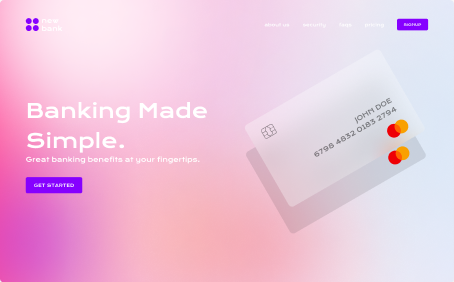 bank
about us
security
faqs
pricing
SIGNUP
Banking Made
Simple.
Great banking benefits at your fingertips.
GET STARTED
JOHN DOE
6798 4832 0183 2794